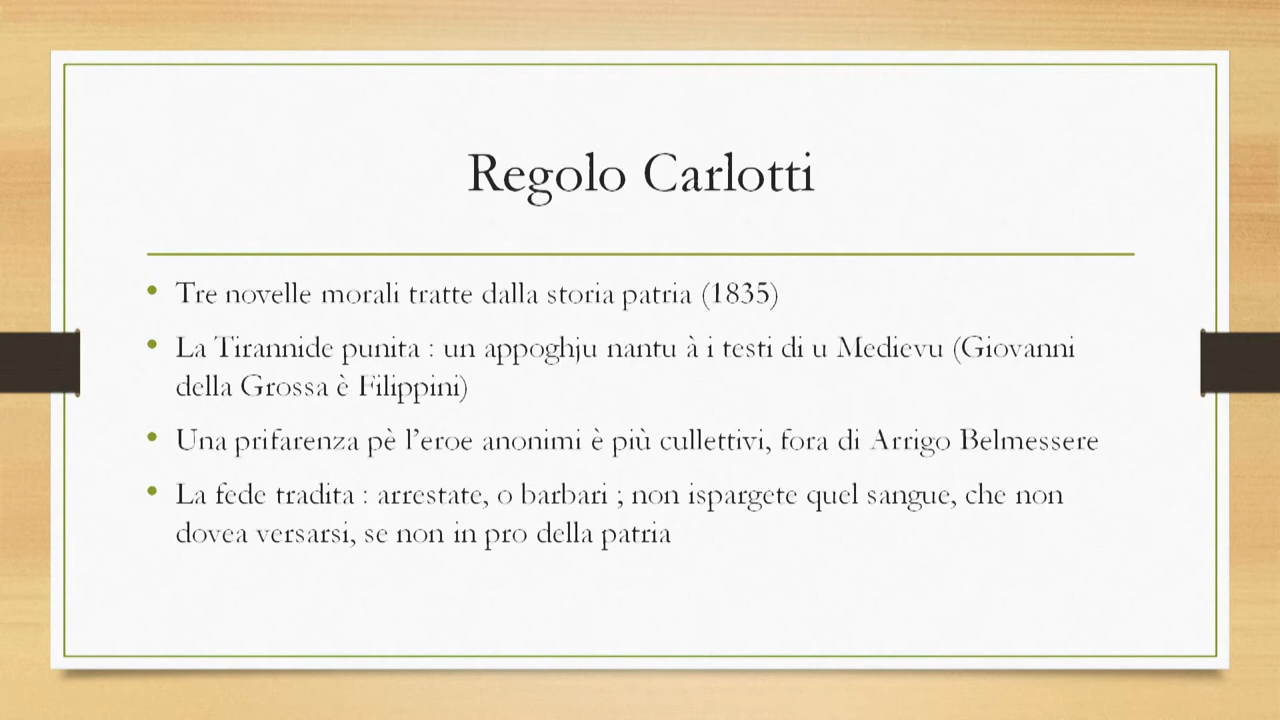 Regolo Carlotti
• Tre novelle morali tratte dalla storia patria (1835)
• La Tirannide punita : un appoghju nantu à i testi di u Medievu (Giovanni
della Grossa è Filippini)
• Una prifarenza pè l’eroe anonimi è più cullettivi, fora di Arrigo Belmessere
• La fede tradita : arrestate, o barbari ; non ispargete quel sangue, che non
dovea versarsi, se non in pro della patria